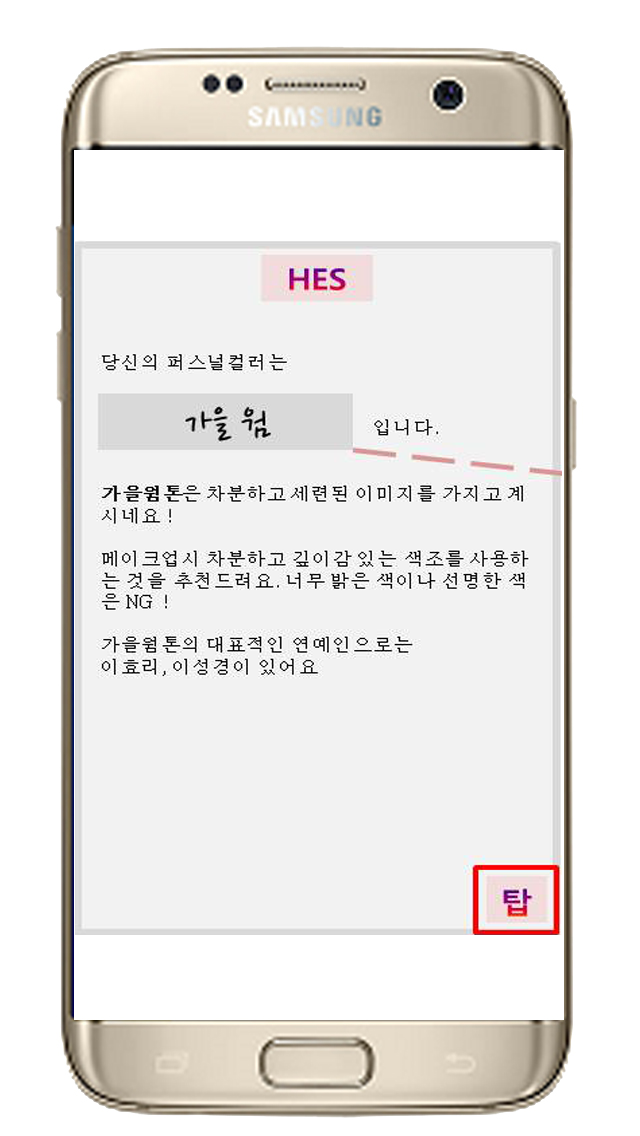 SAMSUNG
HES
당신의 퍼스널컬러는
가을 웜 입니다.
가을웜톤은 차분하고 세련된 이미지를 가지고 계
시네요 !
메이크업시 차분하고 깊이감 있는 색조를 사용하
는 것을 추천드려요. 너무 밝은 색이나 선명한 색
은 NG !
가을웜톤의 대표적인 연예인으로는
이효리, 이성경이 있어요
탑